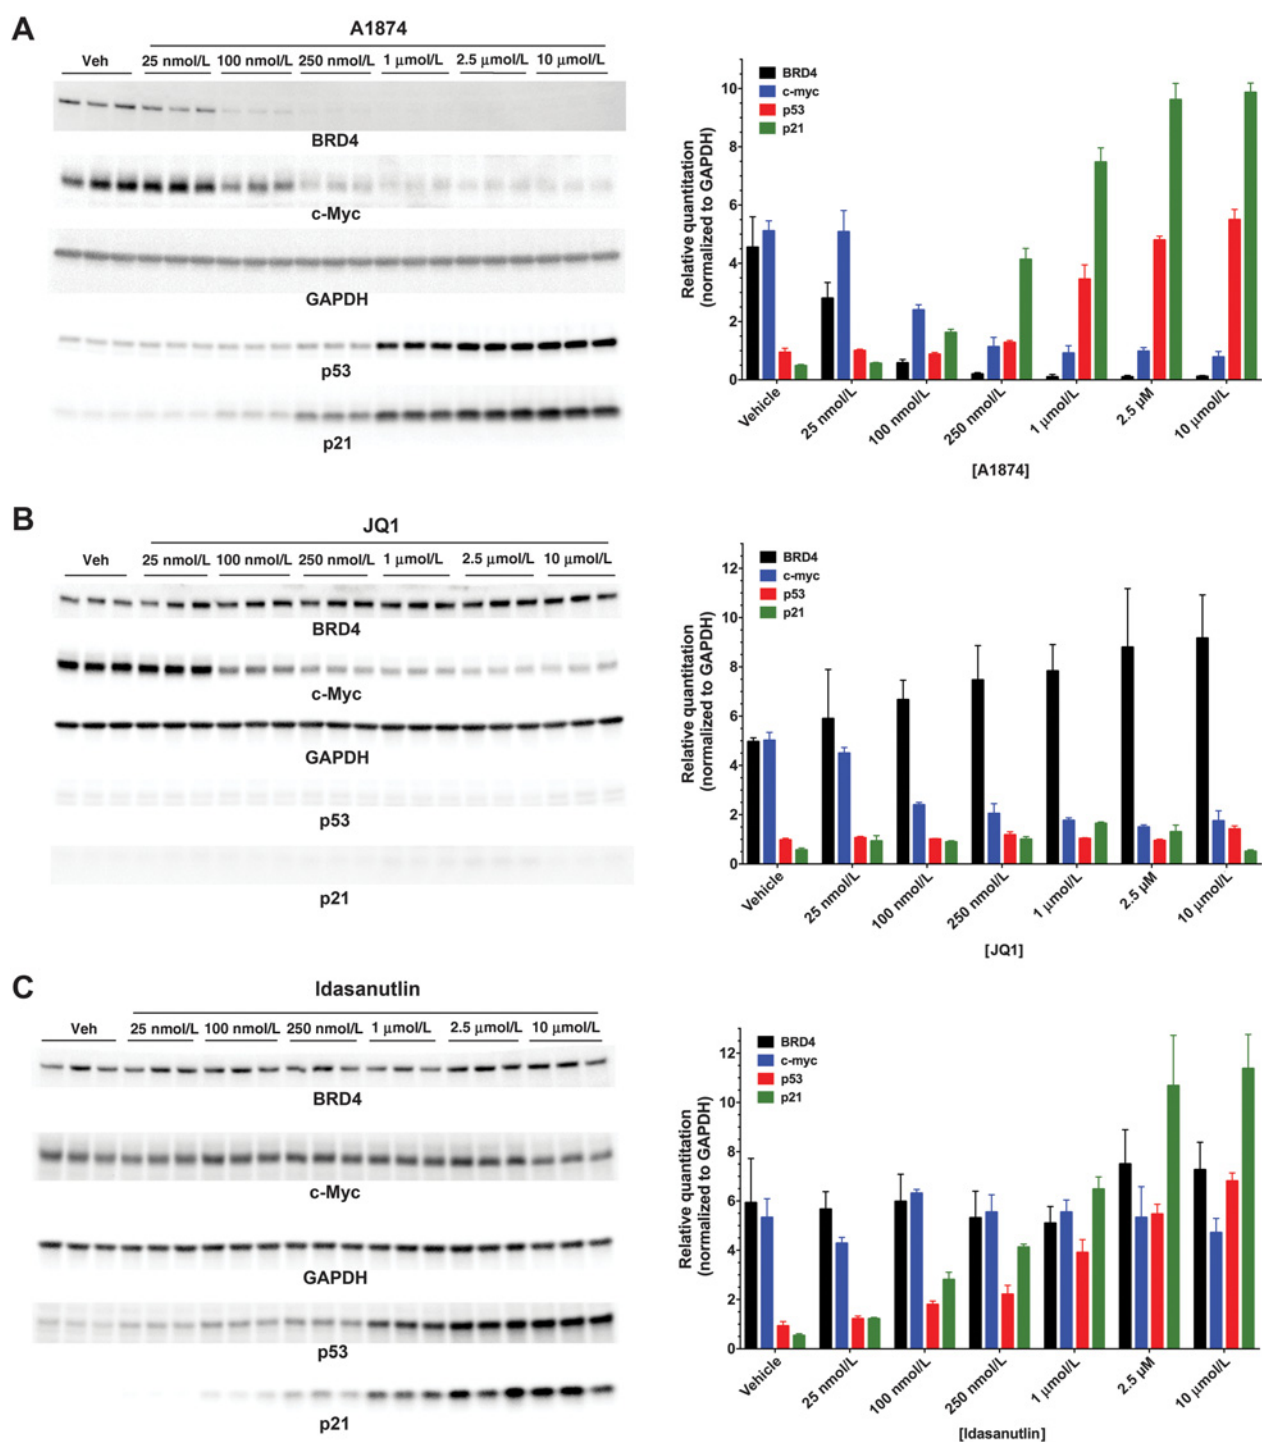 A
A1874
Veh 25 nmol/L 100 nmol/L 250 nmol/L 1 μmol/L 2.5 μmol/L 10 μmol/L
BRD4
c-Myc
GAPDH
p53
p21
Relative quantitation
(normalized to GAPDH)
10
8
6
4
2
0
BRD4
c-myc
p53
p21
Vehicle
25 nmol/L
100 nmol/L
250 nmol/L
1 μmol/L
2.5 μM
10 μmol/L
[A1874]
B
JQ1
Veh 25 nmol/L 100 nmol/L 250 nmol/L 1 μmol/L 2.5 μmol/L 10 μmol/L
BRD4
c-Myc
GAPDH
p53
p21
Relative quantitation
(normalized to GAPDH)
12
10
8
6
4
2
0
BRD4
c-myc
p53
p21
Vehicle
25 nmol/L
100 nmol/L
250 nmol/L
1 μmol/L
2.5 μM
10 μmol/L
[JQ1]
C
Idasanutlin
Veh 25 nmol/L 100 nmol/L 250 nmol/L 1 μmol/L 2.5 μmol/L 10 μmol/L
BRD4
c-Myc
GAPDH
p53
p21
Relative quantitation
(normalized to GAPDH)
12
10
8
6
4
2
0
BRD4
c-myc
p53
p21
Vehicle
25 nmol/L
100 nmol/L
250 nmol/L
1 μmol/L
2.5 μM
10 μmol/L
[Idasanutlin]